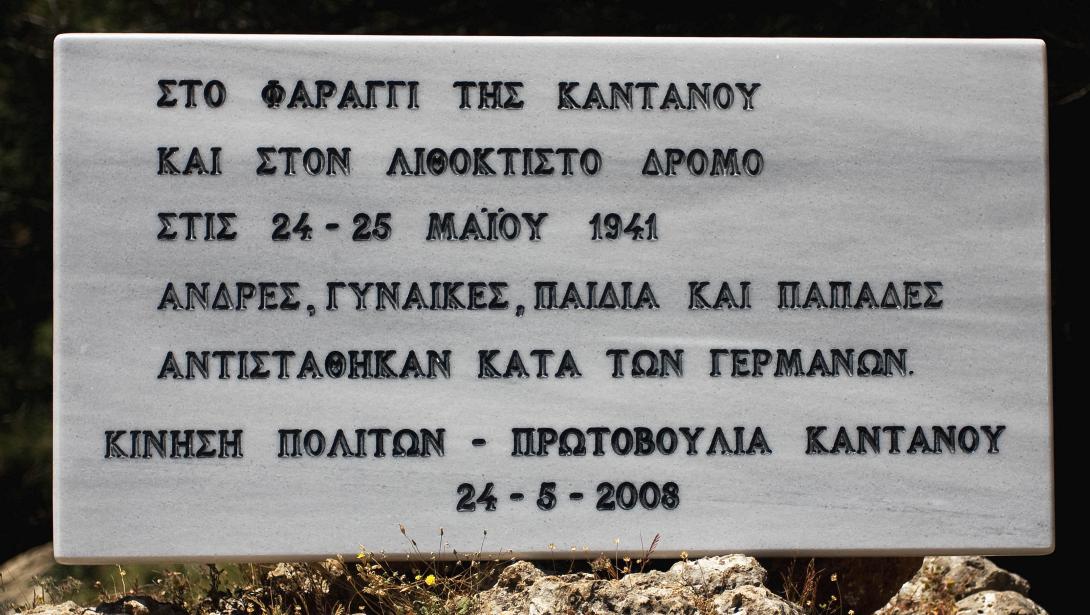 ΣΤΟ ΦΑΡΑΓΓΙ ΤΗΣ ΚΑΝΤΑΝΟΥ
ΚΑΙ ΣΤΟΝ ΛΙΘΟΚΤΙΣΤΟ ΔΡΟΜΟ
ΣΤΙΣ 24 - 25 ΜΑΪΟΥ 1941
ΑΝΔΡΕΣ, ΓΥΝΑΙΚΕΣ, ΠΑΙΔΙΑ ΚΑΙ ΠΑΠΑΔΕΣ
ΑΝΤΙΣΤΑΘΗΚΑΝ ΚΑΤΑ ΤΩΝ ΓΕΡΜΑΝΩΝ.
ΚΙΝΗΣΗ ΠΟΛΙΤΩΝ - ΠΡΩΤΟΒΟΥΛΙΑ ΚΑΝΤΑΝΟΥ
24 - 5 - 2008